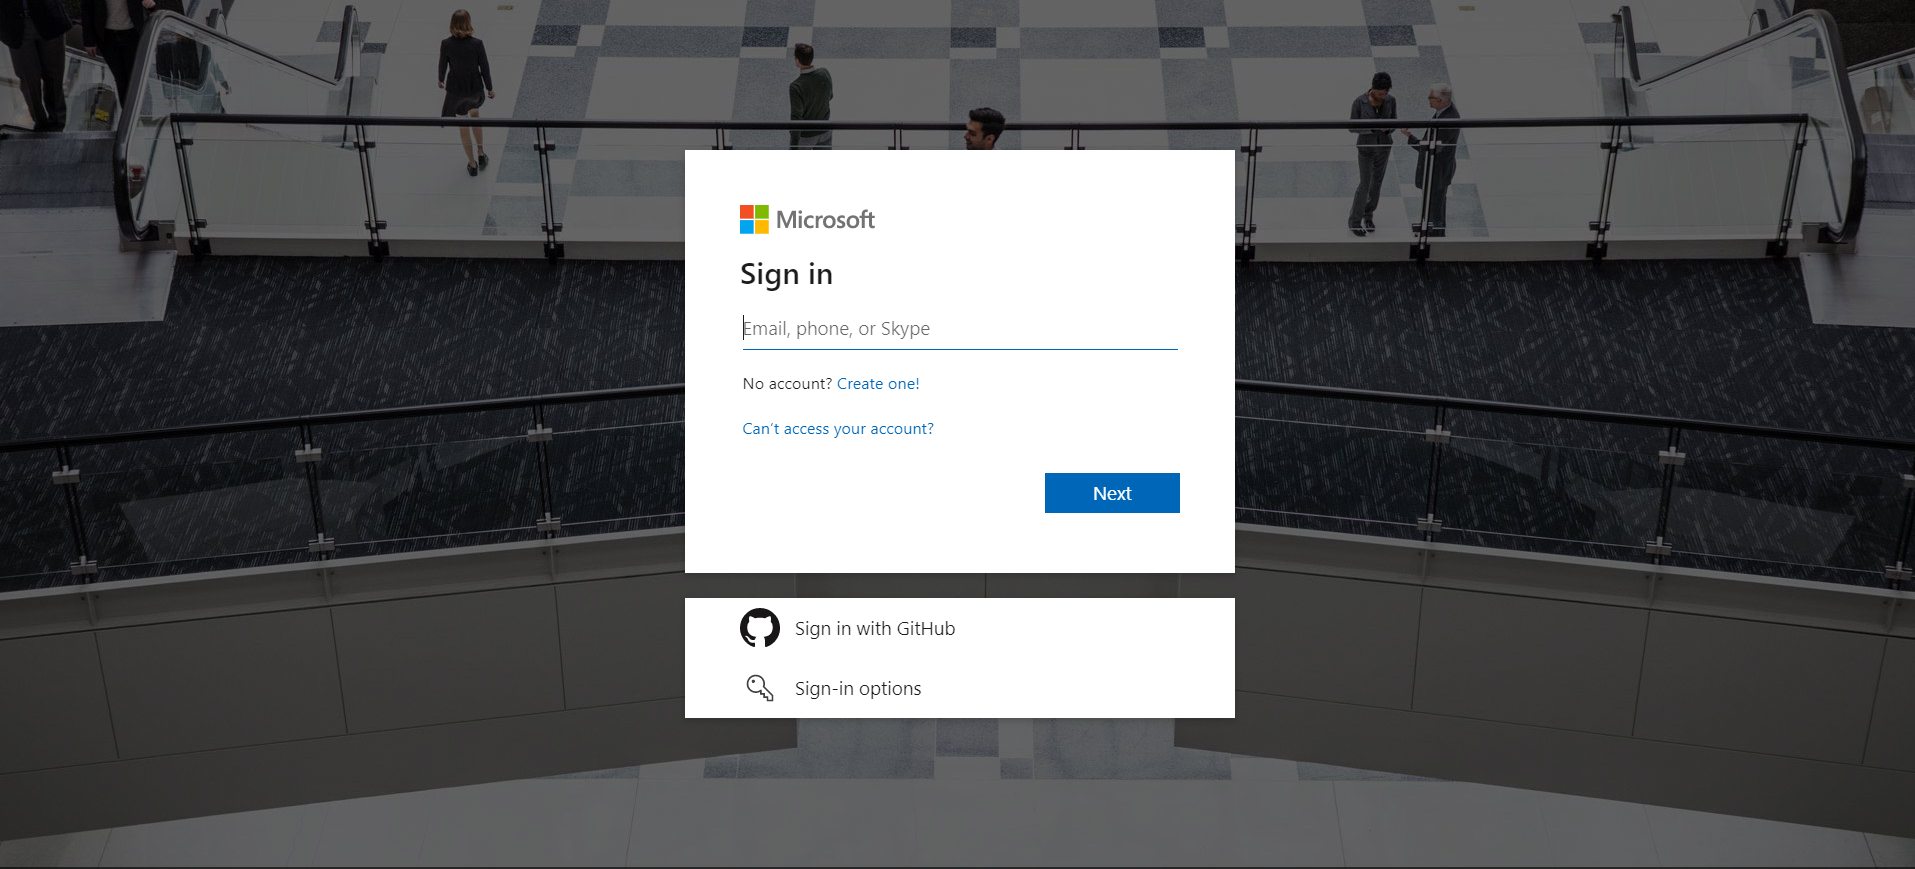 Microsoft
Sign in
Email, phone, or Skype
No account? Create one!
Can't access your account?
Next
Sign in with GitHub
Sign-in options